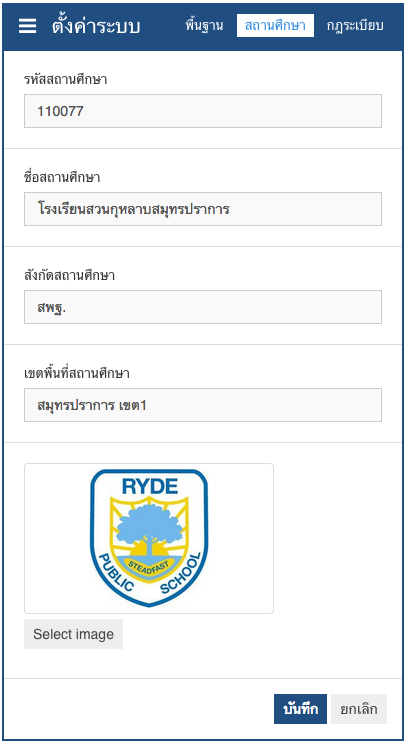 ตั้งค่าระบบ พื้นฐาน สถานศึกษา กฎระเบียบ
รหัสสถานศึกษา
110077
ชื่อสถานศึกษา
โรงเรียนสวนกุหลาบสมุทรปราการ
สังกัดสถานศึกษา
สพฐ.
เขตพื้นที่สถานศึกษา
สมุทรปราการ เขต1
RYDE
STEADFAST
PUBLIC SCHOOL
Select image
บันทึก ยกเลิก